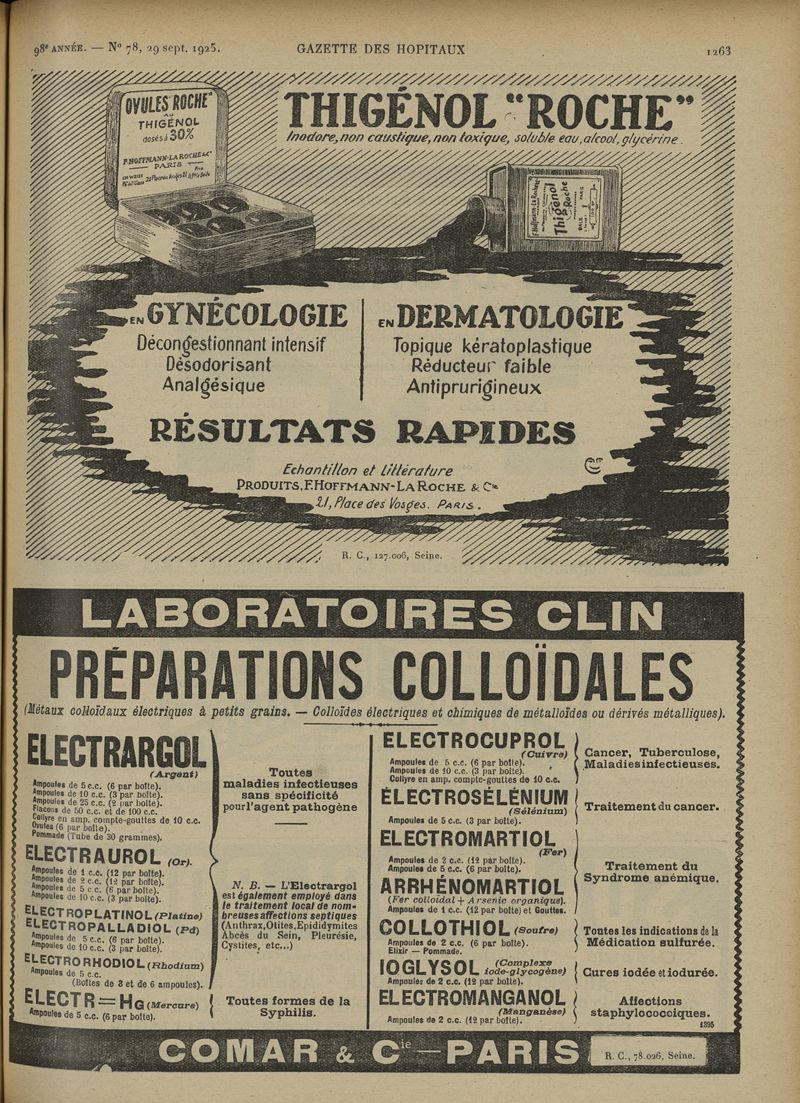 98e ANNÉE. — No 78, 29 sept. 1925.
GAZETTE DES HOPITAUX
1263
OVULES ROCHE"
AU
THIGÉNOL
dosés à 30%
F. HOFFMANN-LA ROCHE & Co
PARIS
THIGÉNOL "ROCHE"
Inodore, non caustique, non toxique, soluble eau, alcool, glycérine.
Thigénol
Roche
EN GYNÉCOLOGIE
Décongestionnant intensif
Désodorisant
Analgésique
EN DERMATOLOGIE
Topique kératoplastique
Réducteur faible
Antiprurigineux
RÉSULTATS RAPIDES
Echantillon et Littérature
PRODUITS, F. HOFFMANN-LA ROCHE & Cie
21, Place des Vosges. PARIS.
R. C., 127.006, Seine.
LABORATOIRES CLIN
PRÉPARATIONS COLLOÏDALES
(Métaux colloïdaux électriques à petits grains. — Colloïdes électriques et chimiques de métalloïdes ou dérivés métalliques).
ELECTRARGOL
(Argent)
Ampoules de 5 c.c. (6 par boîte).
Ampoules de 10 c.c. (3 par boîte).
Ampoules de 25 c.c. (2 par boîte).
Flacons de 50 c.c. et de 100 c.c.
Collyre en amp. compte-gouttes de 10 c.c.
Ovules (6 par boîte).
Pommade (Tube de 30 grammes).
ELECTRAUROL (Or).
Ampoules de 1 c.c. (12 par boîte).
Ampoules de 2 c.c. (12 par boîte).
Ampoules de 5 c.c. (6 par boîte).
Ampoules de 10 c.c. (3 par boîte).
ELECTROPLATINOL (Platine)
ELECTROPALLADIOL (Pd)
Ampoules de 5 c.c. (6 par boîte).
Ampoules de 10 c.c. (3 par boîte).
ELECTRORHODIOL (Rhodium)
Ampoules de 5 c.c.
(Boîtes de 3 et de 6 ampoules).
Toutes
maladies infectieuses
sans spécificité
pour l'agent pathogène
N. B. — L'Electrargol
est également employé dans
le traitement local de nom-
breuses affections septiques
(Anthrax, Otites, Epididymites
Abcès du Sein, Pleurésie,
Cystites, etc...)
ELECTR=Hg (Mercure)
Ampoules de 5 c.c. (6 par boîte).
Toutes formes de la
Syphilis.
ELECTROCUPROL
(Cuivre)
Ampoules de 5 c.c. (6 par boîte).
Ampoules de 10 c.c. (3 par boîte).
Collyre en amp. compte-gouttes de 10 c.c.
Cancer, Tuberculose,
Maladies infectieuses.
ÉLECTROSÉLÉNIUM
(Sélénium)
Ampoules de 5 c.c. (3 par boîte).
Traitement du cancer.
ELECTROMARTIOL
(Fer)
Ampoules de 2 c.c. (12 par boîte).
Ampoules de 5 c.c. (6 par boîte).
ARRHÉNOMARTIOL
(Fer colloïdal + Arsenic organique).
Ampoules de 1 c.c. (12 par boîte) et Gouttes.
Traitement du
Syndrome anémique.
COLLOTHIOL (Soufre)
Ampoules de 2 c.c. (6 par boîte).
Elixir — Pommade.
Toutes les indications de la
Médication sulfurée.
IOGLYSOL (Complexe
iode-glycogène)
Ampoules de 2 c.c. (12 par boîte).
Cures iodée et iodurée.
ELECTROMANGANOL
(Manganèse)
Ampoules de 2 c.c. (12 par boîte).
Affections
staphylococciques.
1395
COMAR & Cie — PARIS
R. C., 78.026, Seine.